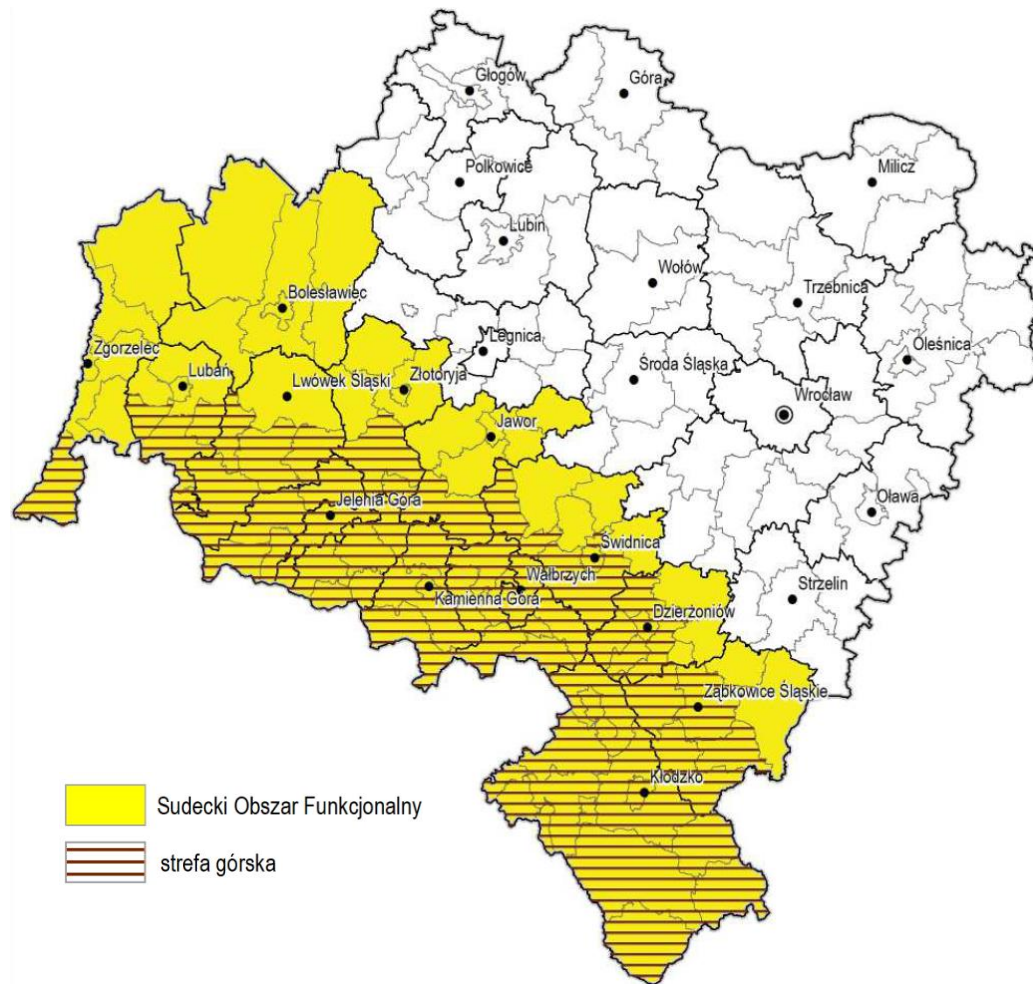 Głogów
Góra
Polkowice
Milicz
Lubin
Wołów
Trzebnica
Bolesławiec
Legnica
Oleśnica
Zgorzelec
Środa Śląska
Lubań
Lwówek Śląski
Złotoryja
Wrocław
Jawor
Jelenia Góra
Oława
Świdnica
Wałbrzych
Kamienna Góra
Strzelin
Dzierżoniów
Ząbkowice Śląskie
Kłodzko
Sudecki Obszar Funkcjonalny
strefa górska